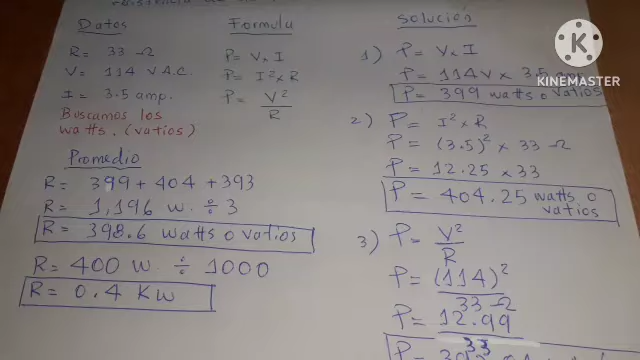 Datos
R= 33 Ω
V= 114 V A.C.
I= 3.5 amp.
Buscamos los
watts. (vatios)
Promedio
R= 399 + 404 + 393
R= 1,196 w. ÷ 3
R= 398.6 watts o vatios
R= 400 w ÷ 1000
R= 0.4 Kw
Formula
P= V x I
P= I² x R
P= V²
R
Solución
1) P= V x I
P= 114V x 3.5 amp
P= 399 watts o vatios
2) P= I² x R
P= (3.5)² x 33 Ω
P= 12.25 x 33
P= 404.25 watts o
vatios
3) P= V²
R
P= (114)²
33 Ω
P= 12.99
33
P=
KINEMASTER